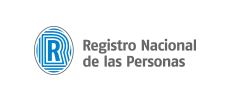 R
Registro Nacional
de las Personas